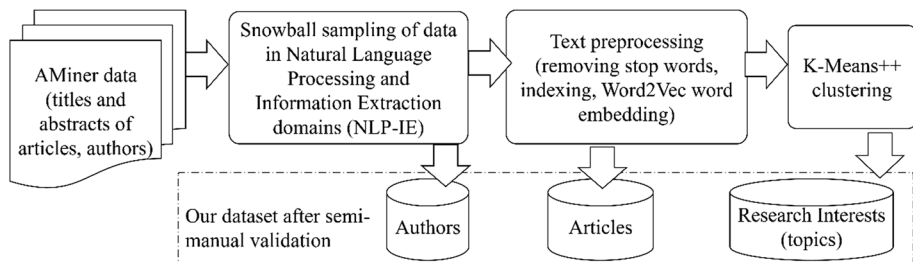 AMiner data
(titles and
abstracts of
articles, authors)
Snowball sampling of data
in Natural Language
Processing and
Information Extraction
domains (NLP-IE)
Text preprocessing
(removing stop words,
indexing, Word2Vec word
embedding)
K-Means++
clustering
Our dataset after semi-
manual validation
Authors
Articles
Research Interests
(topics)